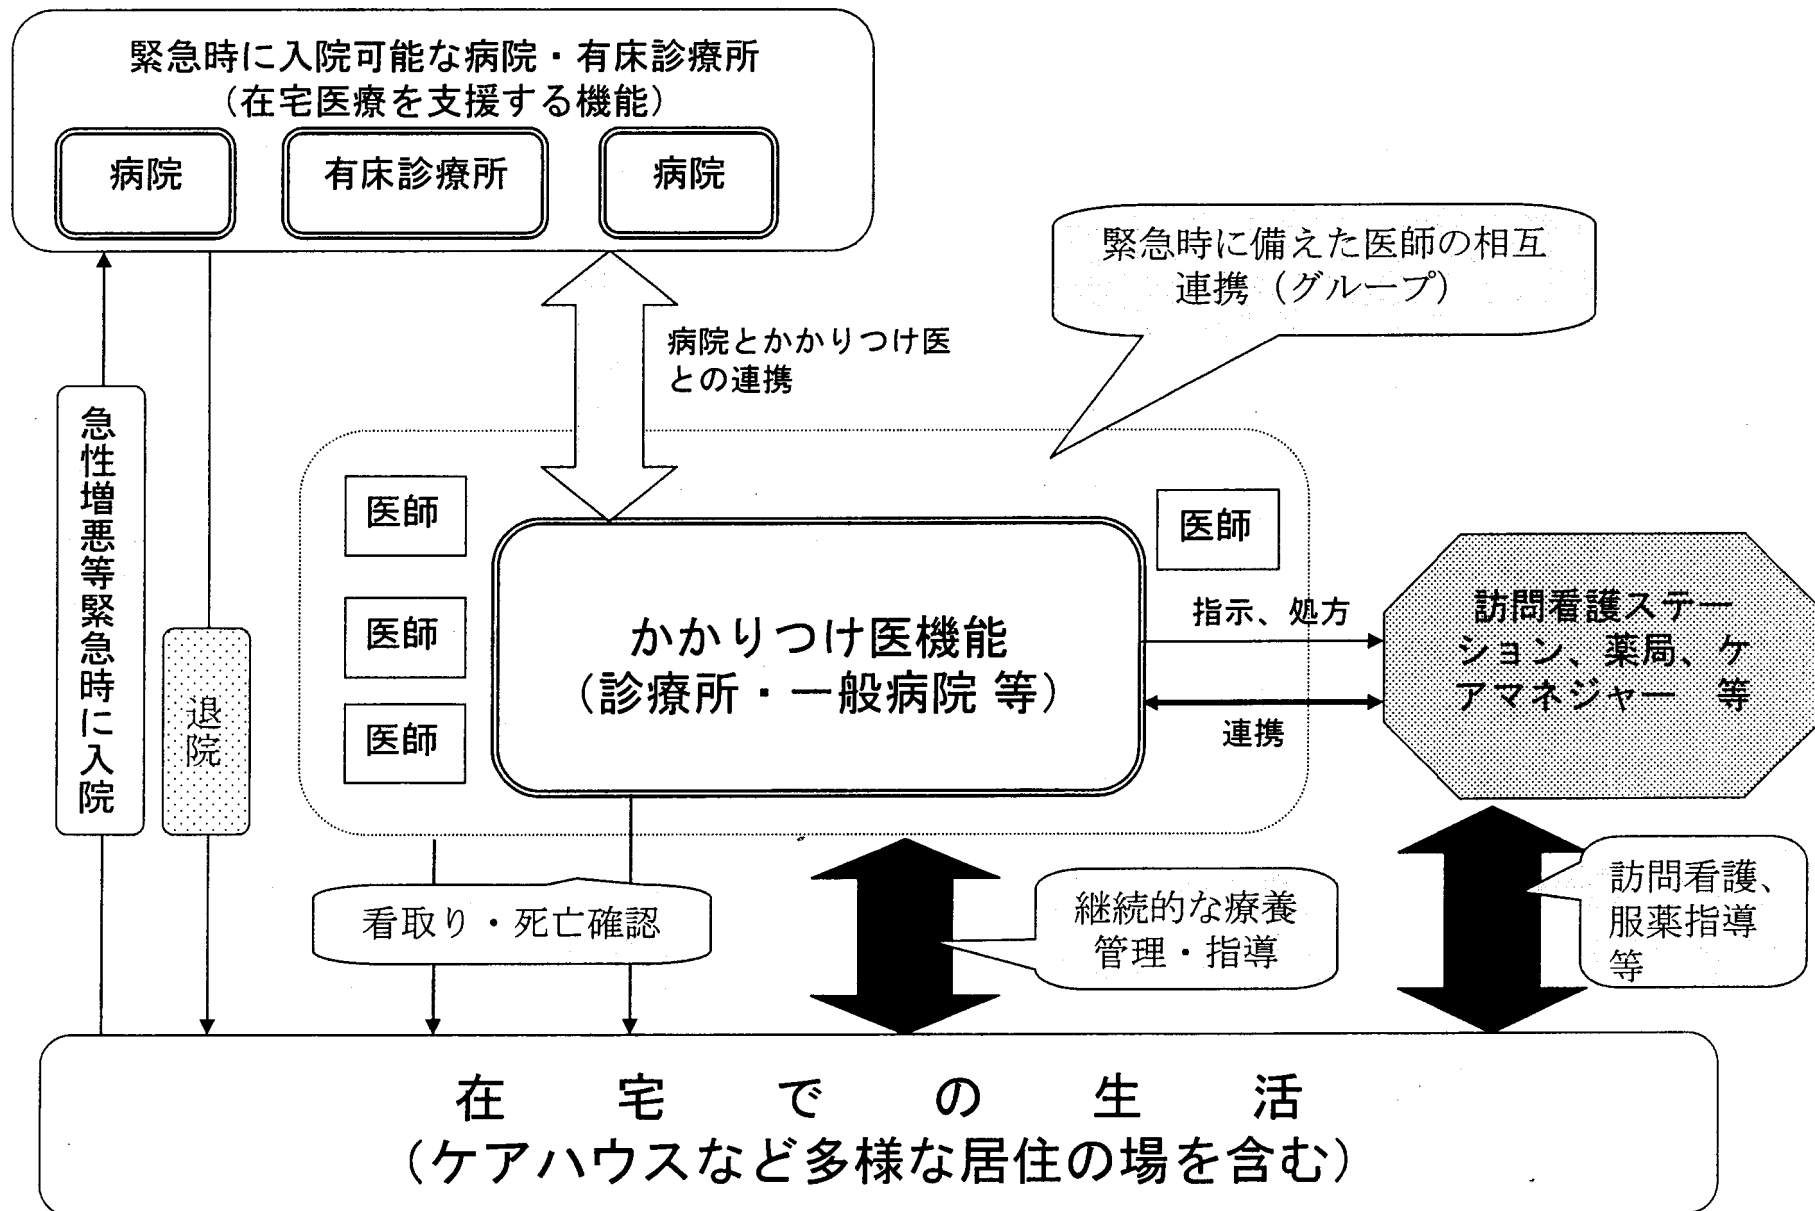 緊急時に入院可能な病院・有床診療所
（在宅医療を支援する機能）
病院
有床診療所
病院
緊急時に備えた医師の相互
連携（グループ）
病院とかかりつけ医
との連携
急性増悪等緊急時に入院
退院
医師
医師
医師
医師
かかりつけ医機能
（診療所・一般病院 等）
指示、処方
連携
訪問看護ステー
ション、薬局、ケ
アマネジャー　等
看取り・死亡確認
継続的な療養
管理・指導
訪問看護、
服薬指導
等
在　宅　で　の　生　活
（ケアハウスなど多様な居住の場を含む）